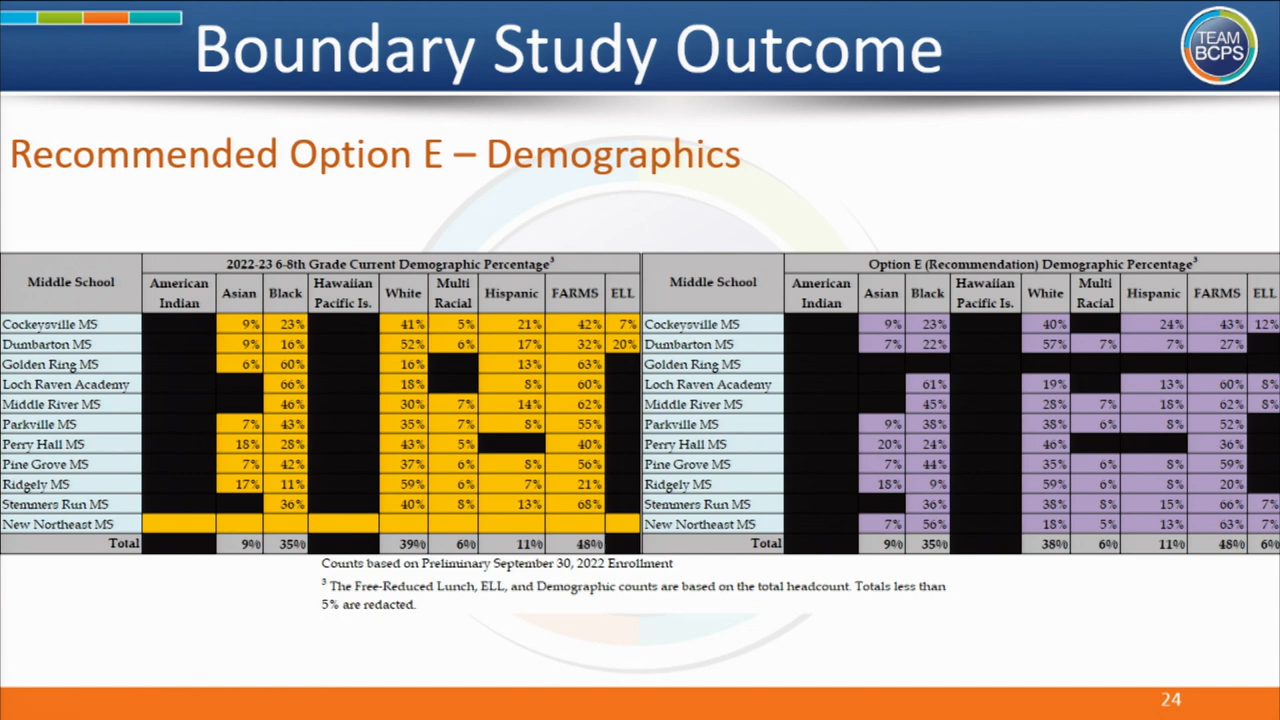 Boundary Study Outcome
TEAM
BCPS
Recommended Option E – Demographics
Middle School 2022-23 6-8th Grade Current Demographic Percentage³
American Indian Asian Black Hawaiian Pacific Is. White Multi Racial Hispanic FARMS ELL
Cockeysville MS 9% 23% 41% 5% 21% 42% 7%
Dumbarton MS 9% 16% 52% 6% 17% 32% 20%
Golden Ring MS 6% 60% 16% 13% 63%
Loch Raven Academy 66% 18% 8% 60%
Middle River MS 46% 30% 7% 14% 62%
Parkville MS 7% 43% 35% 7% 8% 55%
Perry Hall MS 18% 28% 43% 5% 40%
Pine Grove MS 7% 42% 37% 6% 8% 56%
Ridgely MS 17% 11% 59% 6% 7% 21%
Stemmers Run MS 36% 40% 8% 13% 68%
New Northeast MS
Total 9% 35% 39% 6% 11% 48%
Middle School Option E (Recommendation) Demographic Percentage³
American Indian Asian Black Hawaiian Pacific Is. White Multi Racial Hispanic FARMS ELL
Cockeysville MS 9% 23% 40% 24% 43% 12%
Dumbarton MS 7% 22% 57% 7% 7% 27%
Golden Ring MS
Loch Raven Academy 61% 19% 13% 60% 8%
Middle River MS 45% 28% 7% 18% 62% 8%
Parkville MS 9% 38% 38% 6% 8% 52%
Perry Hall MS 20% 24% 46% 36%
Pine Grove MS 7% 44% 35% 6% 8% 59%
Ridgely MS 18% 9% 59% 6% 8% 20%
Stemmers Run MS 36% 38% 8% 15% 66% 7%
New Northeast MS 7% 56% 18% 5% 13% 63% 7%
Total 9% 35% 38% 6% 11% 48% 6%
Counts based on Preliminary September 30, 2022 Enrollment
³ The Free-Reduced Lunch, ELL, and Demographic counts are based on the total headcount. Totals less than
5% are redacted.
24